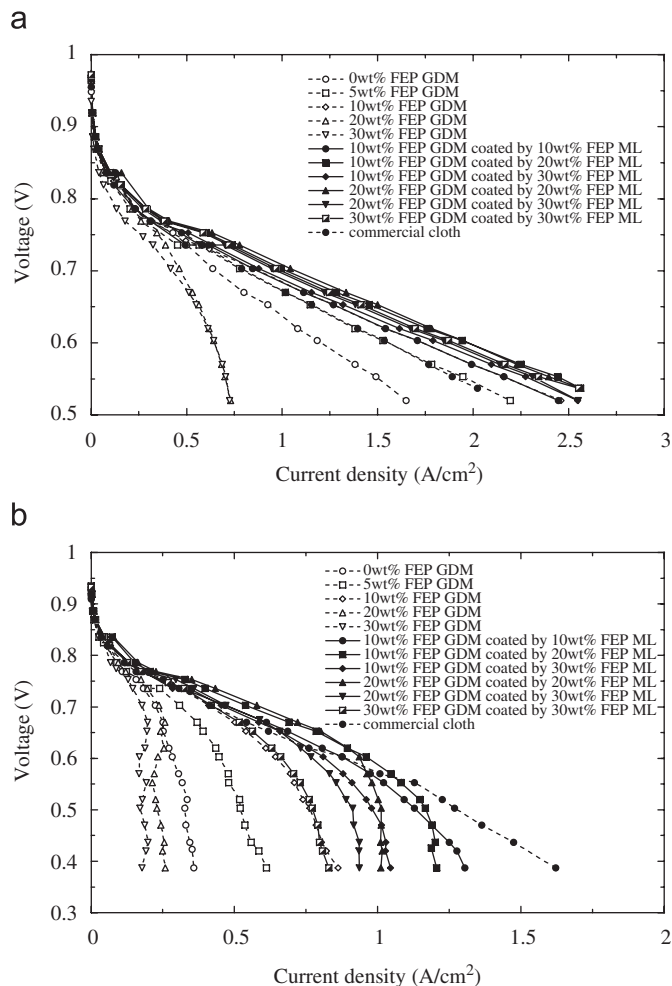 a
1
0.9
0.8
0.7
0.6
0.5
Voltage (V)
0wt% FEP GDM
5wt% FEP GDM
10wt% FEP GDM
20wt% FEP GDM
30wt% FEP GDM
10wt% FEP GDM coated by 10wt% FEP ML
10wt% FEP GDM coated by 20wt% FEP ML
10wt% FEP GDM coated by 30wt% FEP ML
20wt% FEP GDM coated by 20wt% FEP ML
20wt% FEP GDM coated by 30wt% FEP ML
30wt% FEP GDM coated by 30wt% FEP ML
commercial cloth
0 0.5 1 1.5 2 2.5 3
Current density (A/cm²)
b
1
0.9
0.8
0.7
0.6
0.5
0.4
0.3
Voltage (V)
0wt% FEP GDM
5wt% FEP GDM
10wt% FEP GDM
20wt% FEP GDM
30wt% FEP GDM
10wt% FEP GDM coated by 10wt% FEP ML
10wt% FEP GDM coated by 20wt% FEP ML
10wt% FEP GDM coated by 30wt% FEP ML
20wt% FEP GDM coated by 20wt% FEP ML
20wt% FEP GDM coated by 30wt% FEP ML
30wt% FEP GDM coated by 30wt% FEP ML
commercial cloth
0 0.5 1 1.5 2
Current density (A/cm²)